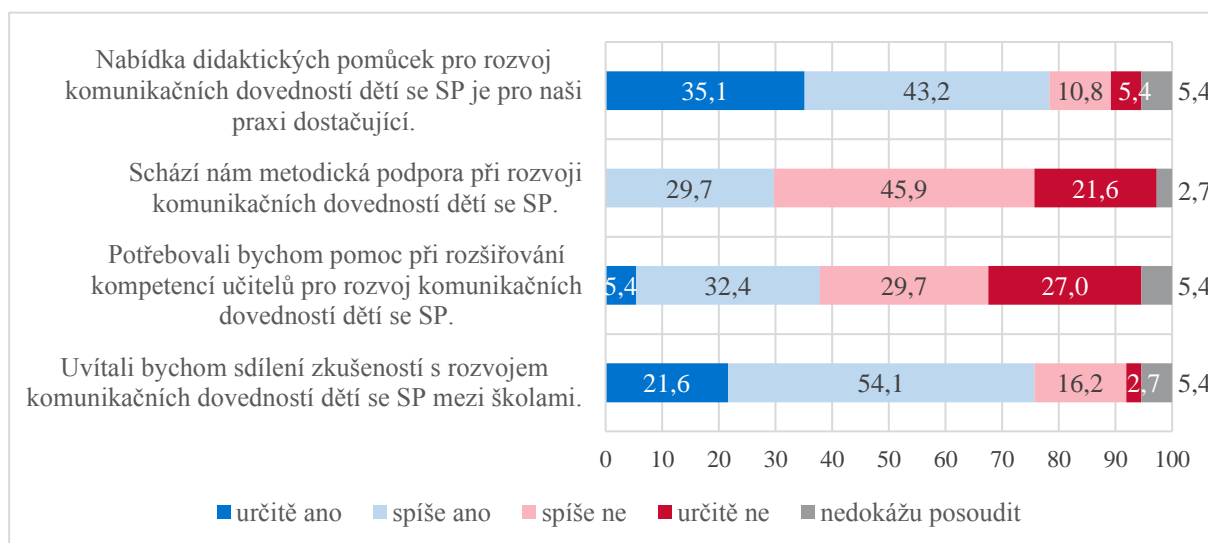 Nabídka didaktických pomůcek pro rozvoj
komunikačních dovedností dětí se SP je pro naši
praxi dostačující.
35,1
43,2
10,8
5,4
5,4
Schází nám metodická podpora při rozvoji
komunikačních dovedností dětí se SP.
29,7
45,9
21,6
2,7
Potřebovali bychom pomoc při rozšiřování
kompetencí učitelů pro rozvoj komunikačních
dovedností dětí se SP.
5,4
32,4
29,7
27,0
5,4
Uvítali bychom sdílení zkušeností s rozvojem
komunikačních dovedností dětí se SP mezi školami.
21,6
54,1
16,2
2,7
5,4
0 10 20 30 40 50 60 70 80 90 100
určitě ano spíše ano spíše ne určitě ne nedokážu posoudit